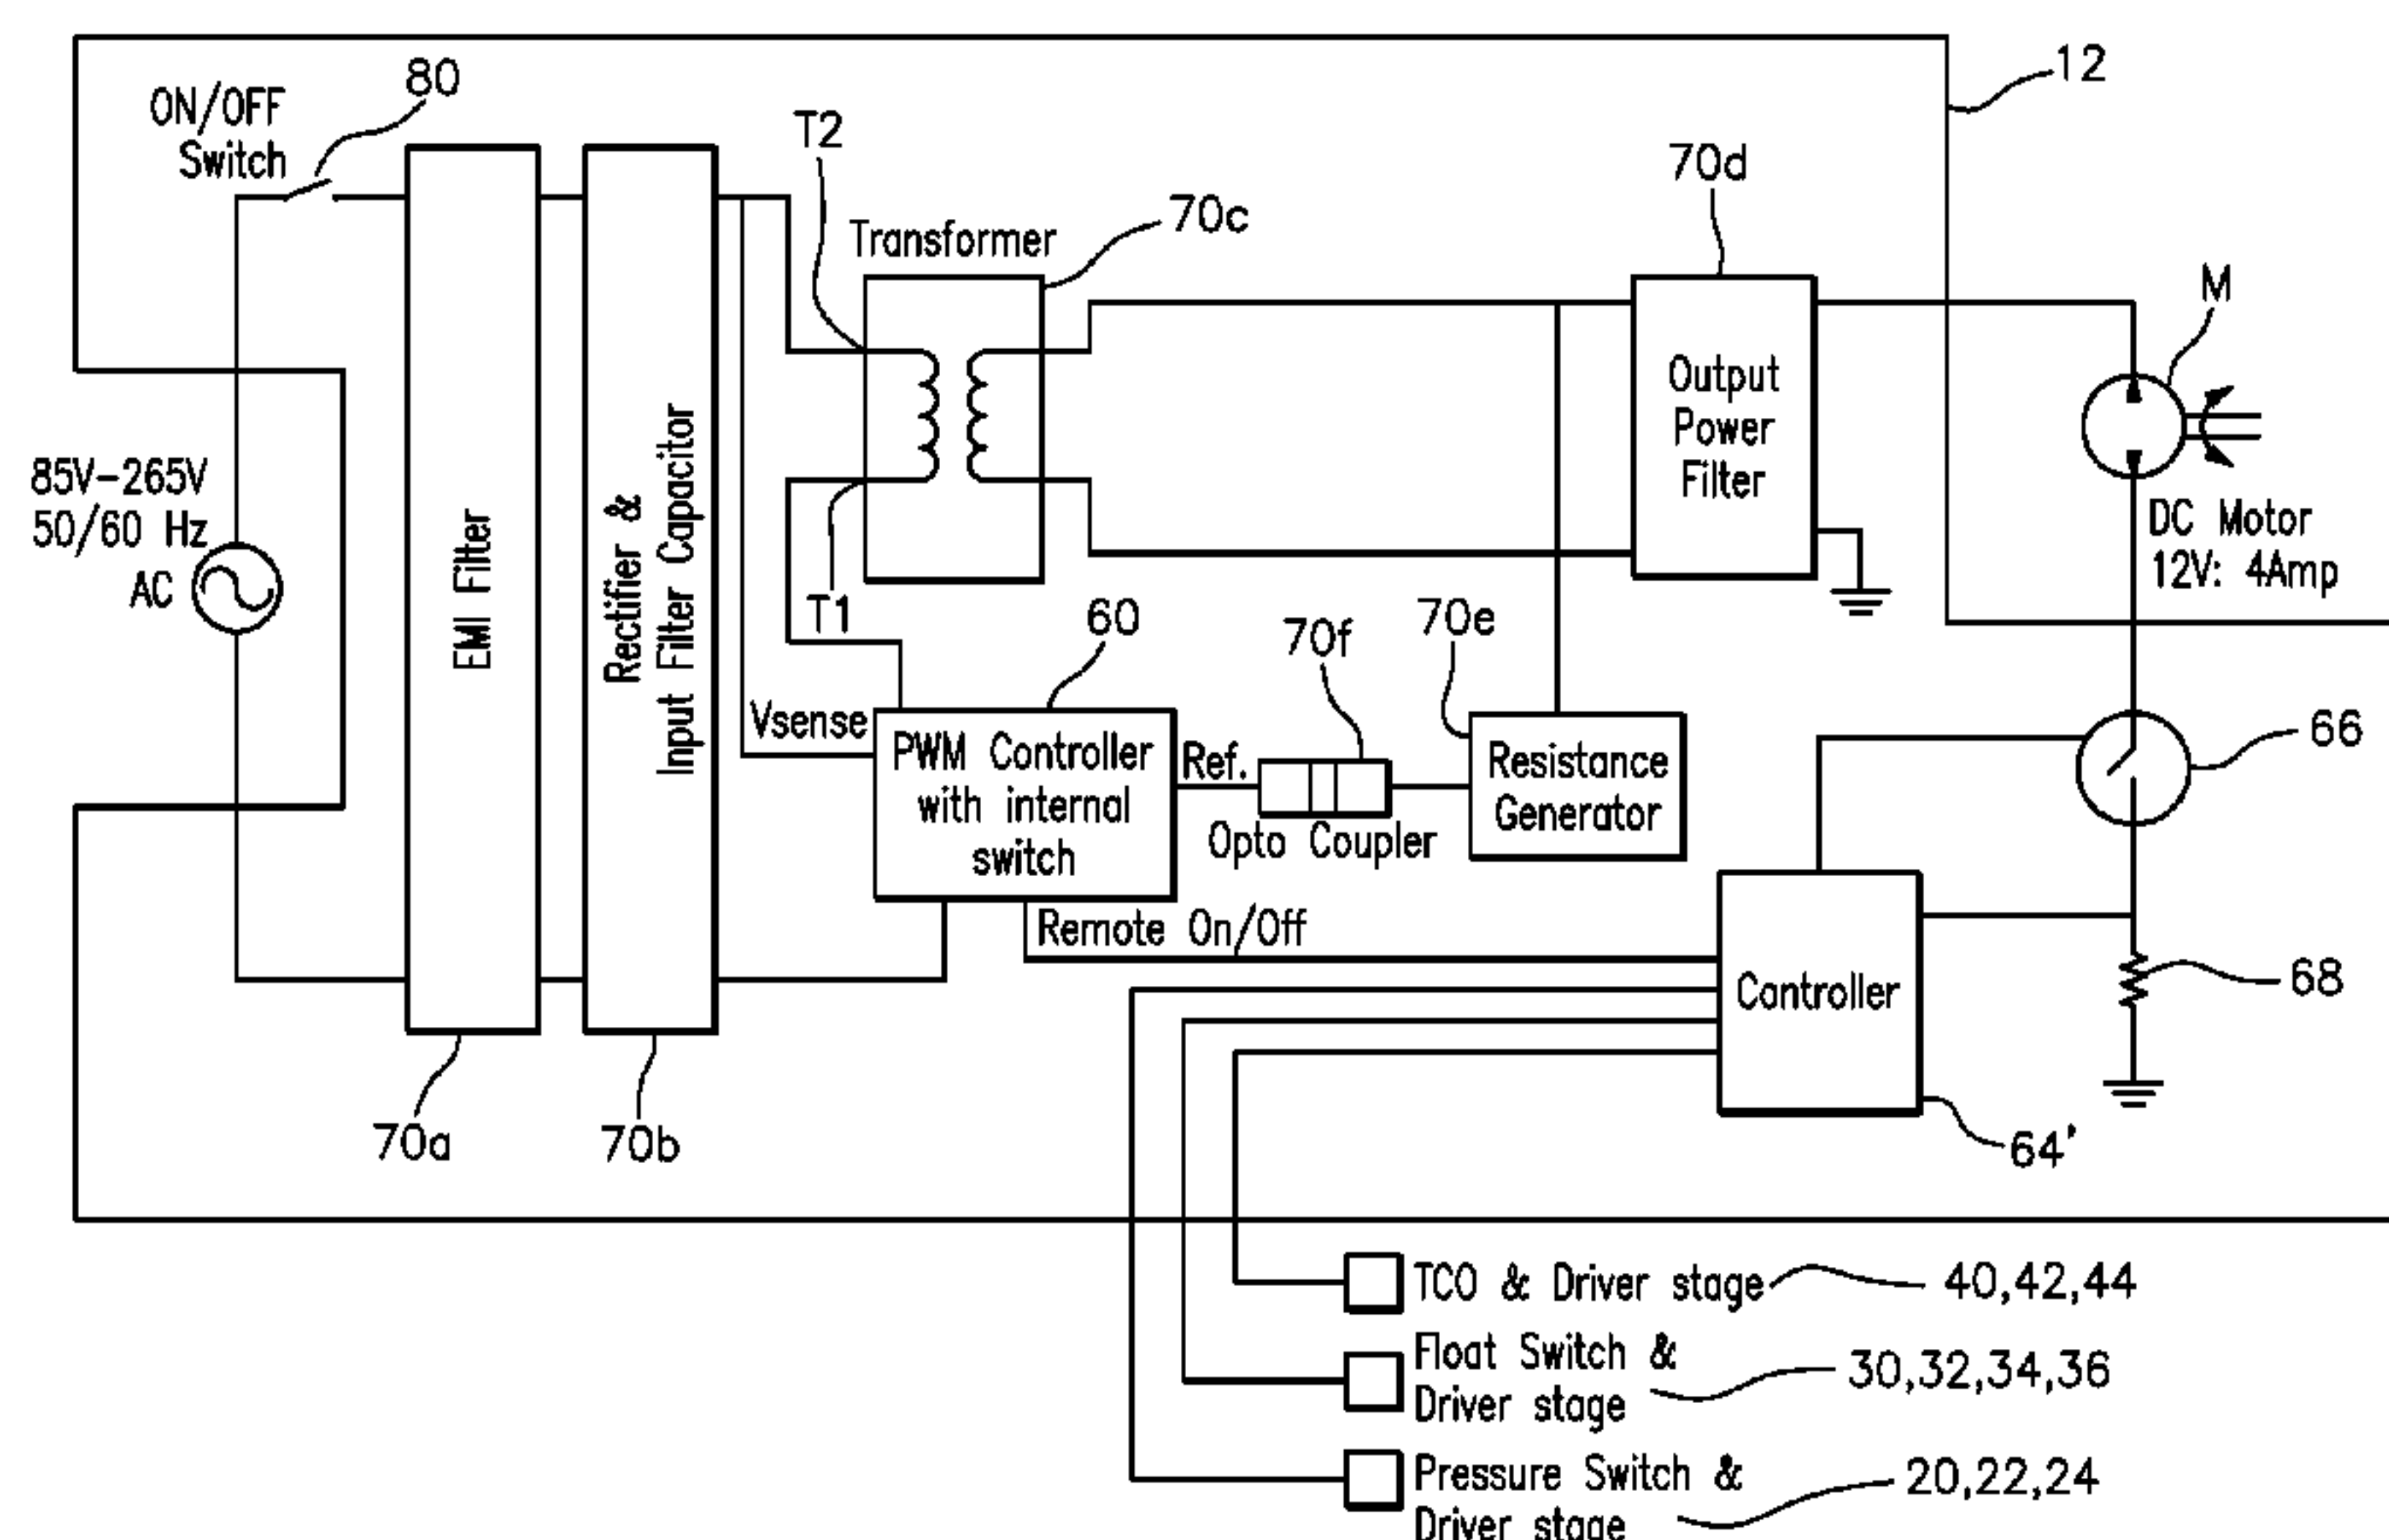 12
ON/OFF
Switch
80
T2
70d
Transformer
70c
M
Output
Power
Filter
85V-265V
50/60 Hz
AC
EMI Filter
Rectifier &
Input Filter Capacitor
DC Motor
12V: 4Amp
T1
60
70f
70e
Vsense
PWM Controller
with internal
switch
Ref.
Opto Coupler
Resistance
Generator
66
Remote On/Off
Controller
68
70a
70b
64'
TCO & Driver stage
40,42,44
Float Switch &
Driver stage
30,32,34,36
Pressure Switch &
Driver stage
20,22,24